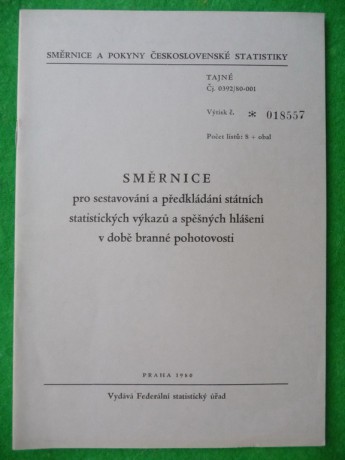 SMĚRNICE A POKYNY ČESKOSLOVENSKÉ STATISTIKY
TAJNÉ
Čj. 0392/80-001
Výtisk č. * 018557
Počet listů: 8 + obal
SMĚRNICE
pro sestavování a předkládání státních
statistických výkazů a spěšných hlášení
v době branné pohotovosti
PRAHA 1980
Vydává Federální statistický úřad